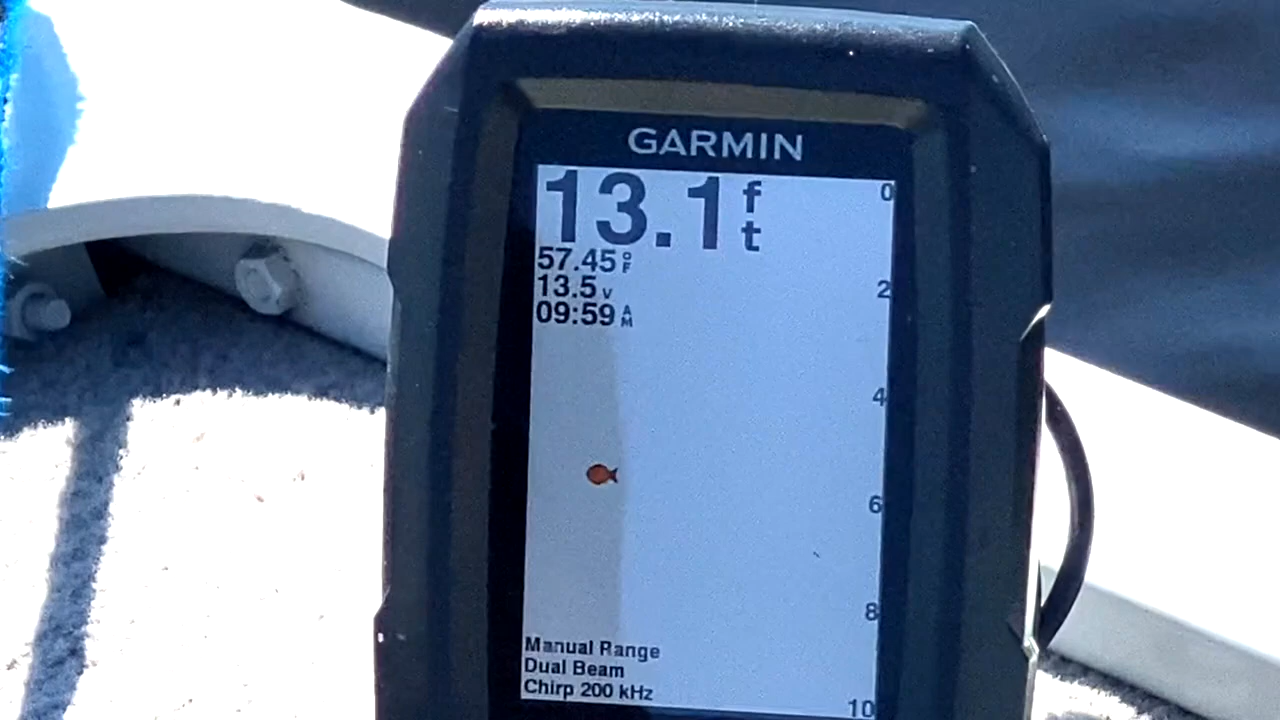 GARMIN
13.1 ft
0
57.45 °F
13.5 V
2
09:59 AM
4
6
8
Manual Range
Dual Beam
Chirp 200 kHz
10